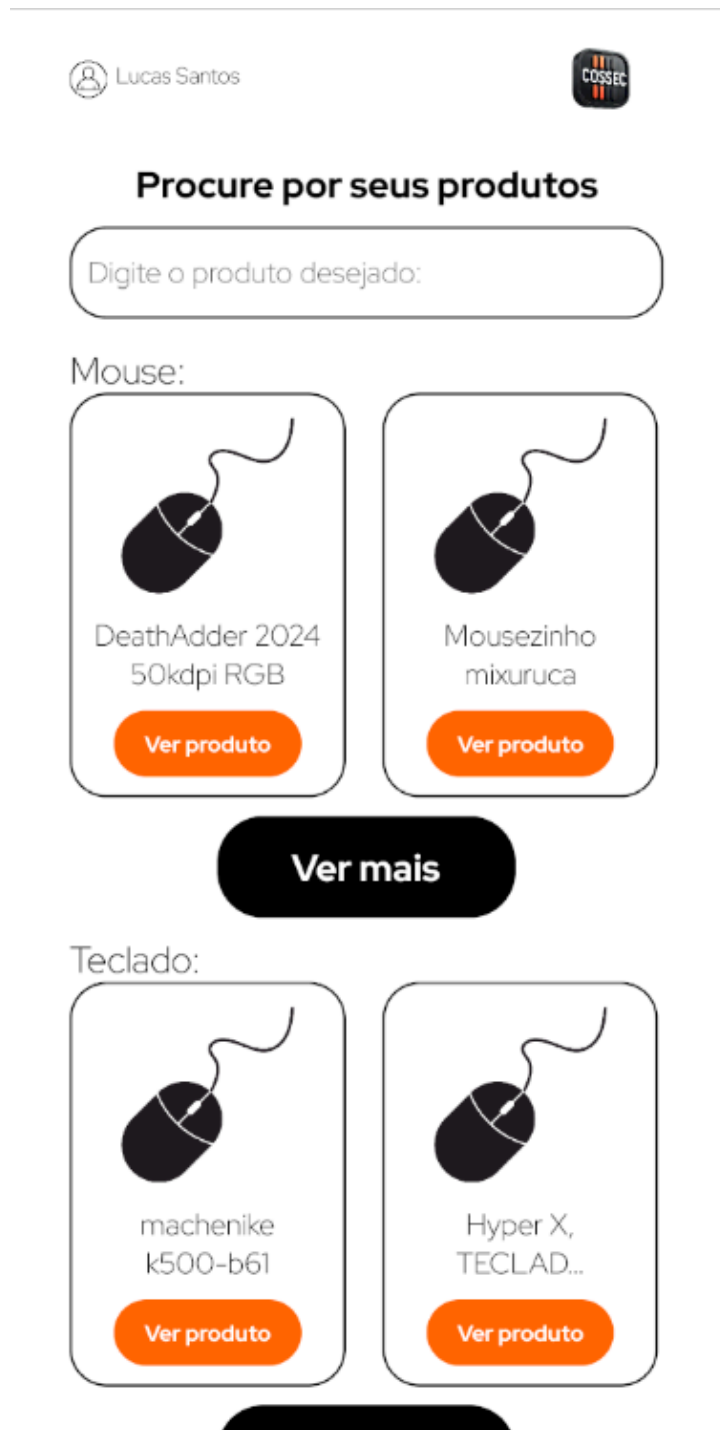 Lucas Santos
COSSEC
Procure por seus produtos
Digite o produto desejado:
Mouse:
DeathAdder 2024
50kdpi RGB
Ver produto
Mousezinho
mixuruca
Ver produto
Ver mais
Teclado:
machenike
k500-b61
Ver produto
Hyper X,
TECLAD...
Ver produto